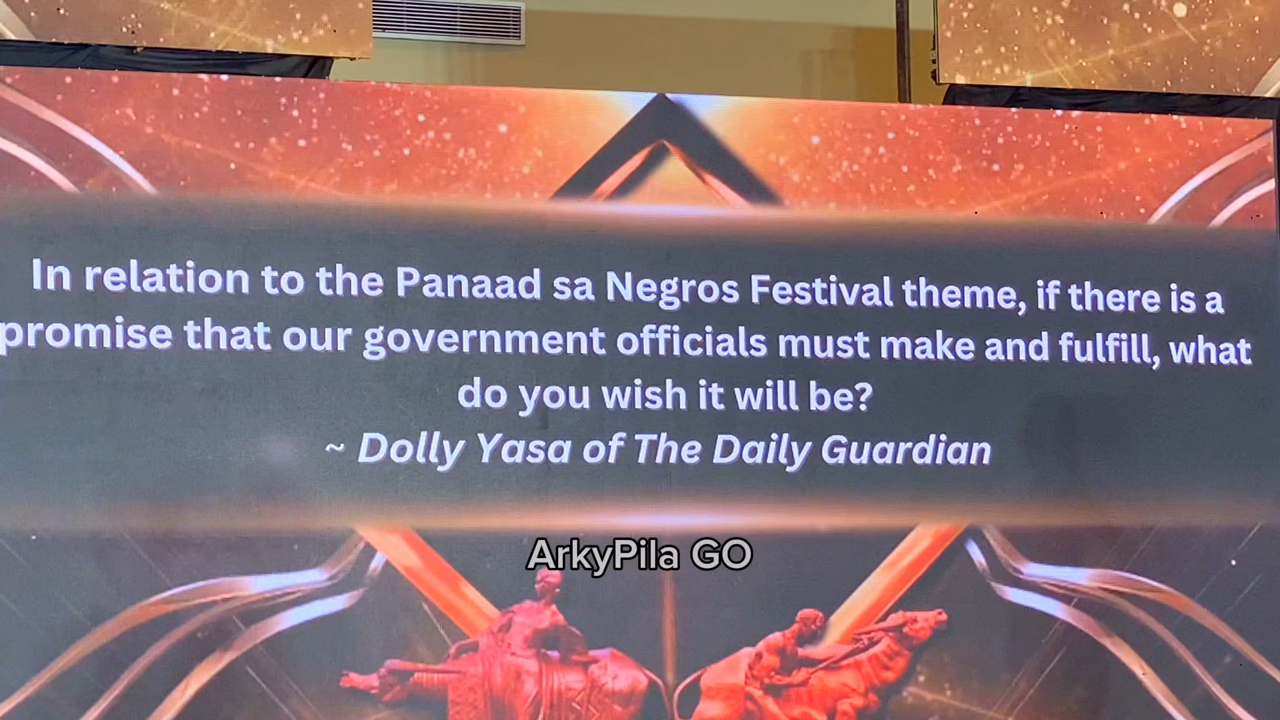 In relation to the Panaad sa Negros Festival theme, if there is a
promise that our government officials must make and fulfill, what
do you wish it will be?
~ Dolly Yasa of The Daily Guardian
ArkyPila GO